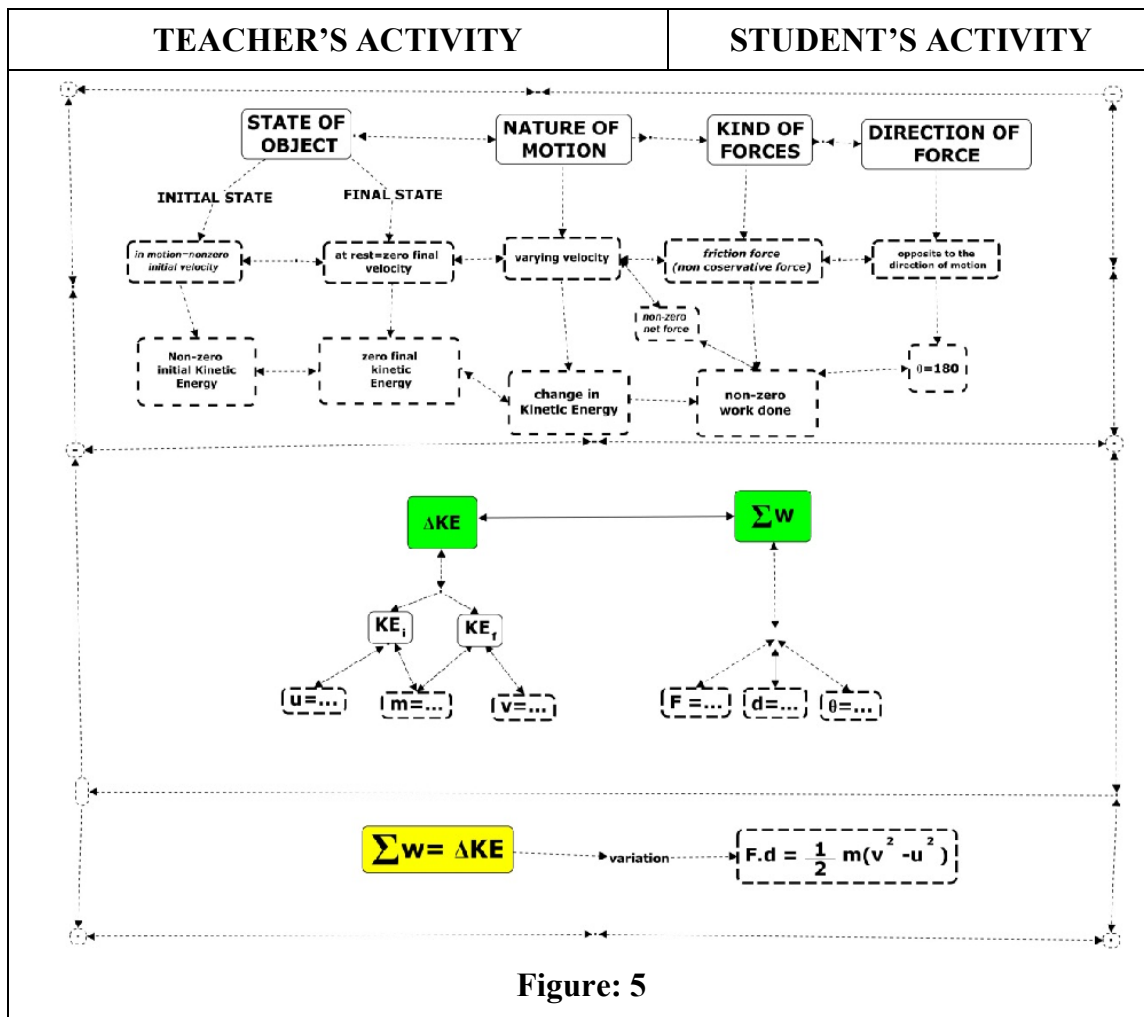 TEACHER’S ACTIVITY
STUDENT’S ACTIVITY
STATE OF
OBJECT
NATURE OF
MOTION
KIND OF
FORCES
DIRECTION OF
FORCE
INITIAL STATE
FINAL STATE
in motion=nonzero
initial velocity
at rest=zero final
velocity
varying velocity
friction force
(non coservative force)
opposite to the
direction of motion
non-zero
net force
Non-zero
initial Kinetic
Energy
zero final
kinetic
Energy
change in
Kinetic Energy
non-zero
work done
θ=180
ΔKE
∑w
KEi
KEf
u=...
m=...
v=...
F =...
d=...
θ=...
∑w= ΔKE
variation
F.d = 1/2 m(v² -u²)
Figure: 5